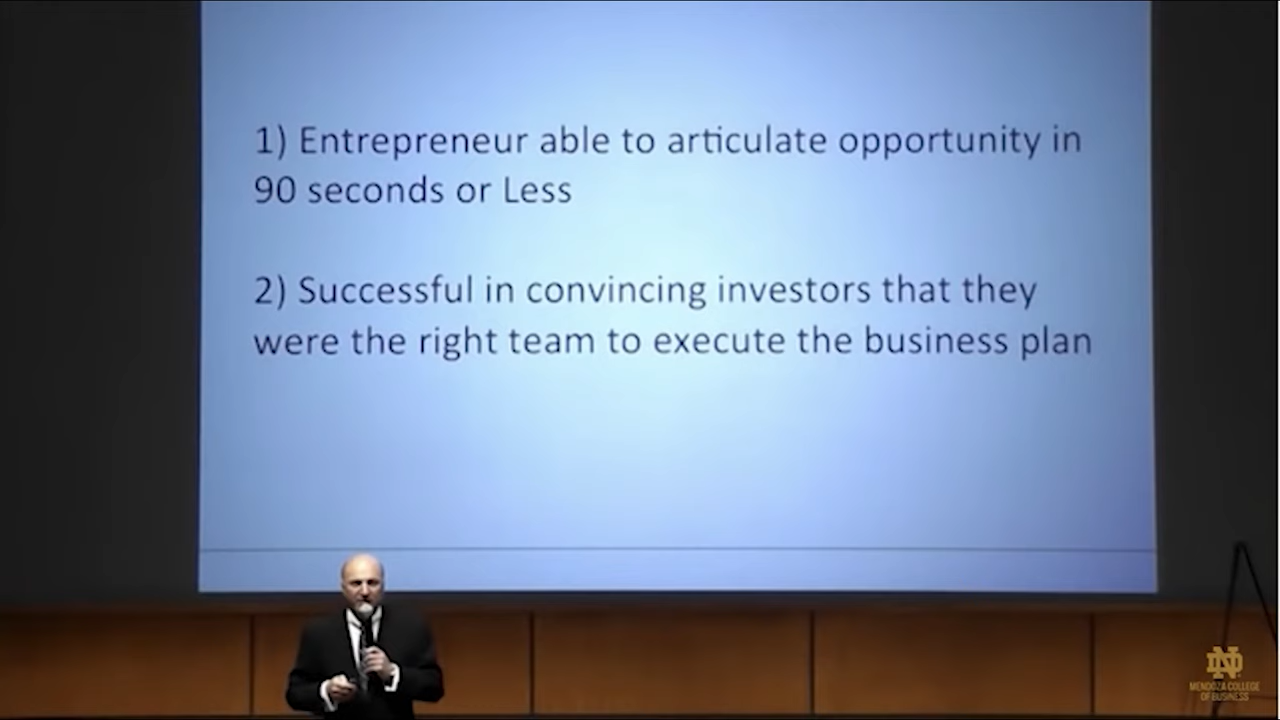 1) Entrepreneur able to articulate opportunity in
90 seconds or Less
2) Successful in convincing investors that they
were the right team to execute the business plan
ND
MENDOZA COLLEGE
OF BUSINESS